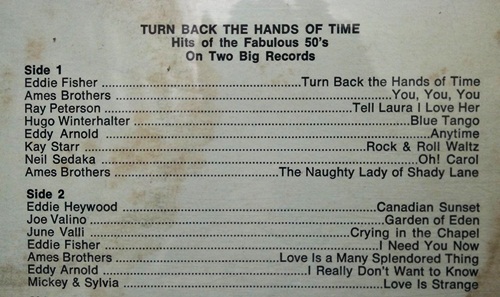 TURN BACK THE HANDS OF TIME
Hits of the Fabulous 50's
On Two Big Records
Side 1
Eddie Fisher ........................................Turn Back the Hands of Time
Ames Brothers ..........................................................You, You, You
Ray Peterson ..................................................Tell Laura I Love Her
Hugo Winterhalter ..........................................................Blue Tango
Eddy Arnold ..................................................................Anytime
Kay Starr ..................................................Rock & Roll Waltz
Neil Sedaka ..................................................................Oh! Carol
Ames Brothers ................................The Naughty Lady of Shady Lane
Side 2
Eddie Heywood ..................................................Canadian Sunset
Joe Valino ..................................................Garden of Eden
June Valli ..................................................Crying in the Chapel
Eddie Fisher ..................................................I Need You Now
Ames Brothers ................................Love Is a Many Splendored Thing
Eddy Arnold ........................................I Really Don't Want to Know
Mickey & Sylvia ..................................................Love Is Strange